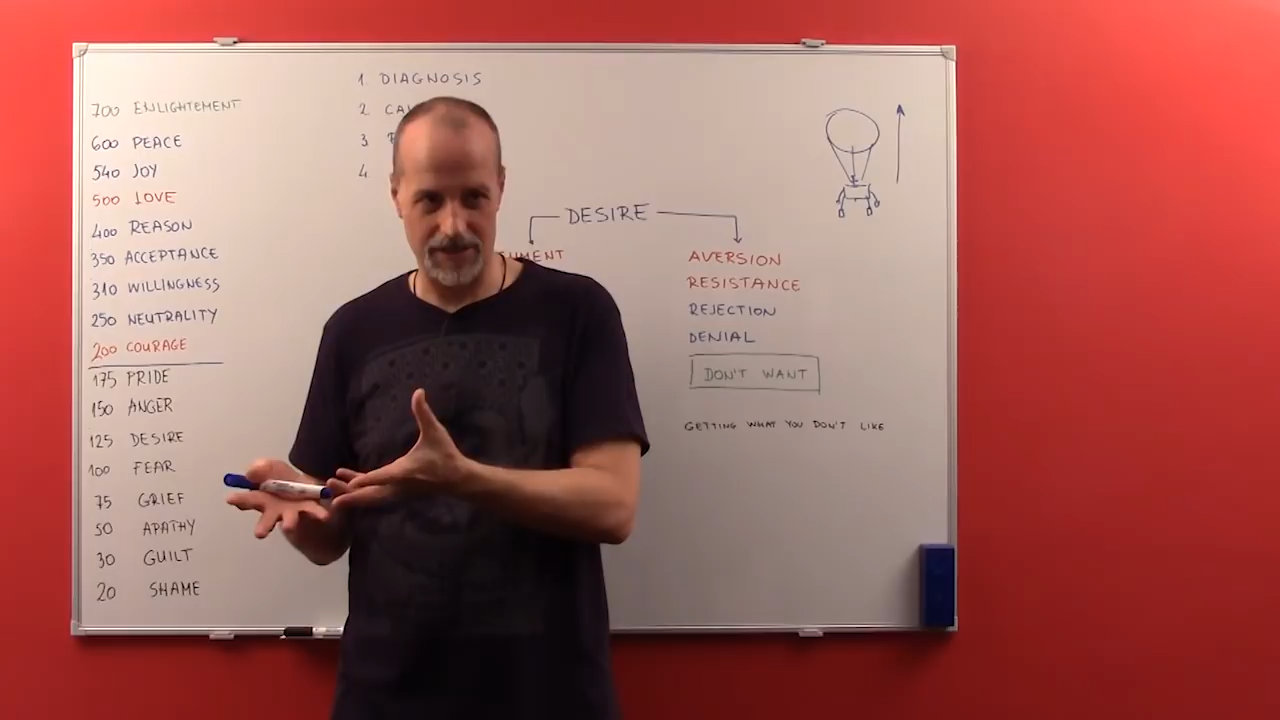 700 ENLIGHTEMENT
600 PEACE
540 JOY
500 LOVE
400 REASON
350 ACCEPTANCE
310 WILLINGNESS
250 NEUTRALITY
200 COURAGE
175 PRIDE
150 ANGER
125 DESIRE
100 FEAR
75 GRIEF
50 APATHY
30 GUILT
20 SHAME
1. DIAGNOSIS
2.
3
4.
DESIRE
AVERSION
RESISTANCE
REJECTION
DENIAL
DON'T WANT
GETTING WHAT YOU DON'T LIKE